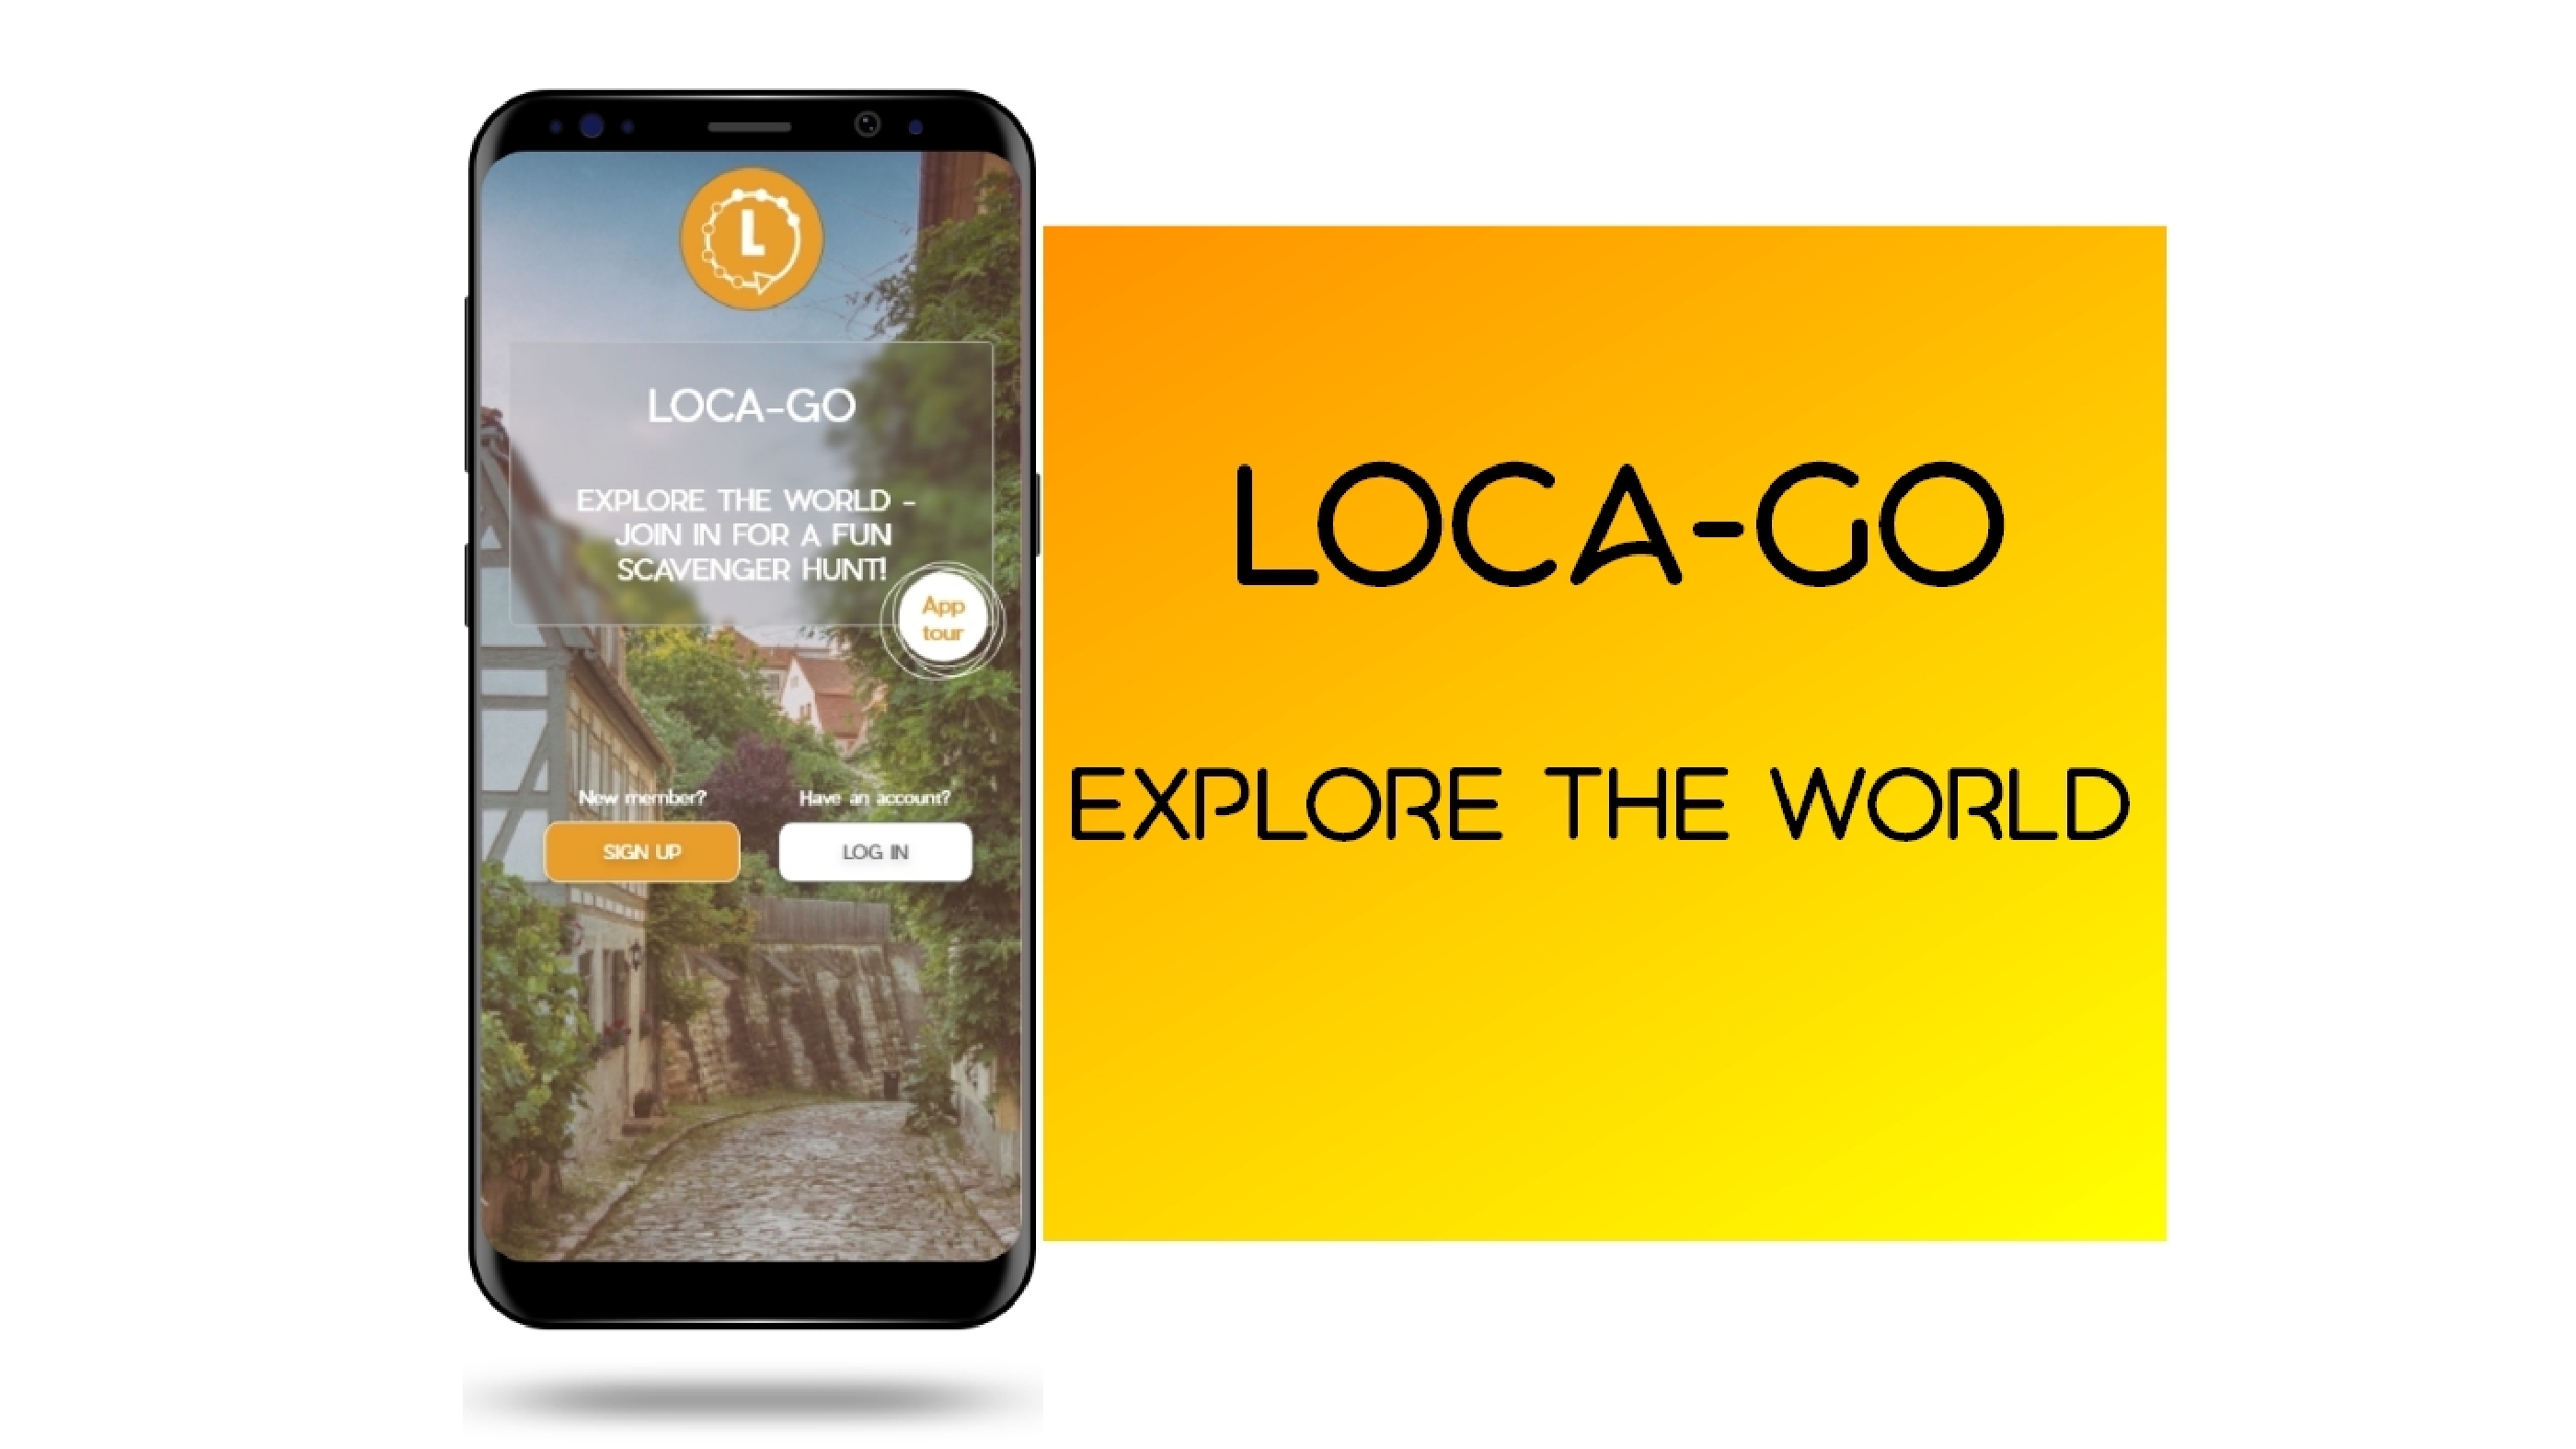 L
LOCA-GO
EXPLORE THE WORLD -
JOIN IN FOR A FUN
SCAVENGER HUNT!
App
tour
New member?
Have an account?
SIGN UP
LOG IN
LOCA-GO
EXPLORE THE WORLD